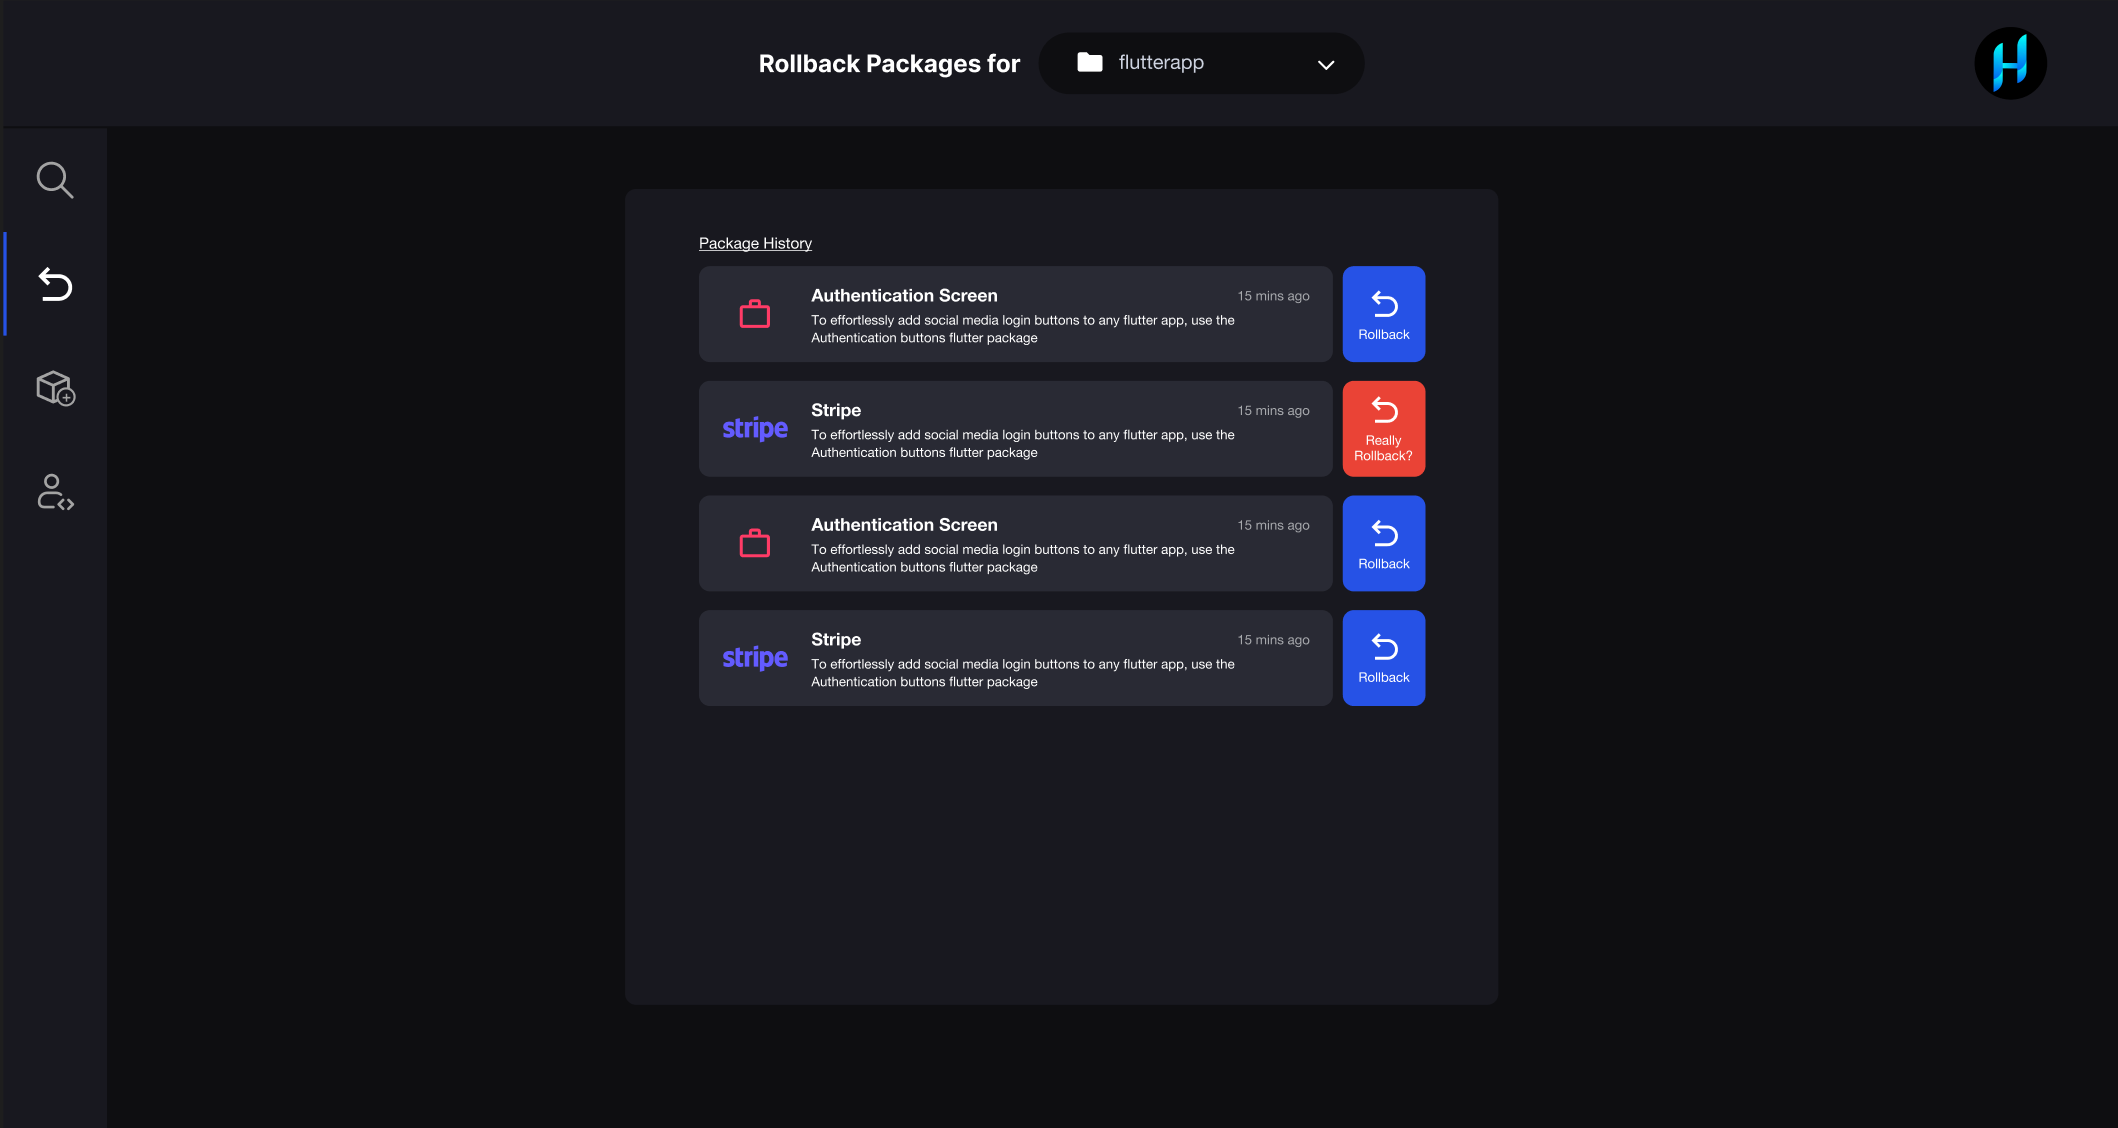 Rollback Packages for
flutterapp
Package History
Authentication Screen
15 mins ago
To effortlessly add social media login buttons to any flutter app, use the
Authentication buttons flutter package
Rollback
stripe
Stripe
15 mins ago
To effortlessly add social media login buttons to any flutter app, use the
Authentication buttons flutter package
Really
Rollback?
Authentication Screen
15 mins ago
To effortlessly add social media login buttons to any flutter app, use the
Authentication buttons flutter package
Rollback
stripe
Stripe
15 mins ago
To effortlessly add social media login buttons to any flutter app, use the
Authentication buttons flutter package
Rollback